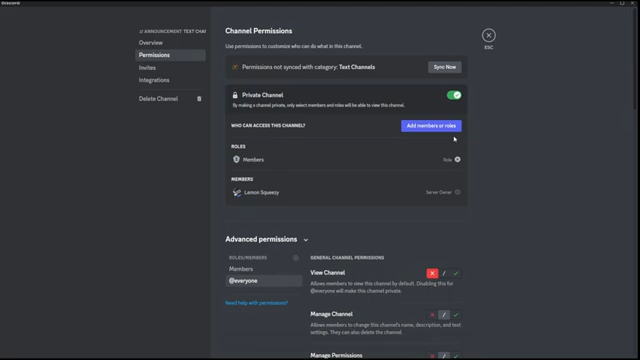 Discord
// ANNOUNCEMENT TEXT CHAN
Overview
Permissions
Invites
Integrations
Delete Channel
Channel Permissions
Use permissions to customize who can do what in this channel.
Permissions not synced with category: Text Channels
Sync Now
Private Channel
By making a channel private, only select members and roles will be able to view this channel.
WHO CAN ACCESS THIS CHANNEL?
Add members or roles
ROLES
Members
Role
MEMBERS
Lemon Squeezy
Server Owner
Advanced permissions
ROLES/MEMBERS
Members
@everyone
Need help with permissions?
GENERAL CHANNEL PERMISSIONS
View Channel
Allows members to view this channel by default. Disabling this for
@everyone will make this channel private.
Manage Channel
Allows members to change this channel's name, description, and text
settings. They can also delete the channel.
Manage Permissions
ESC